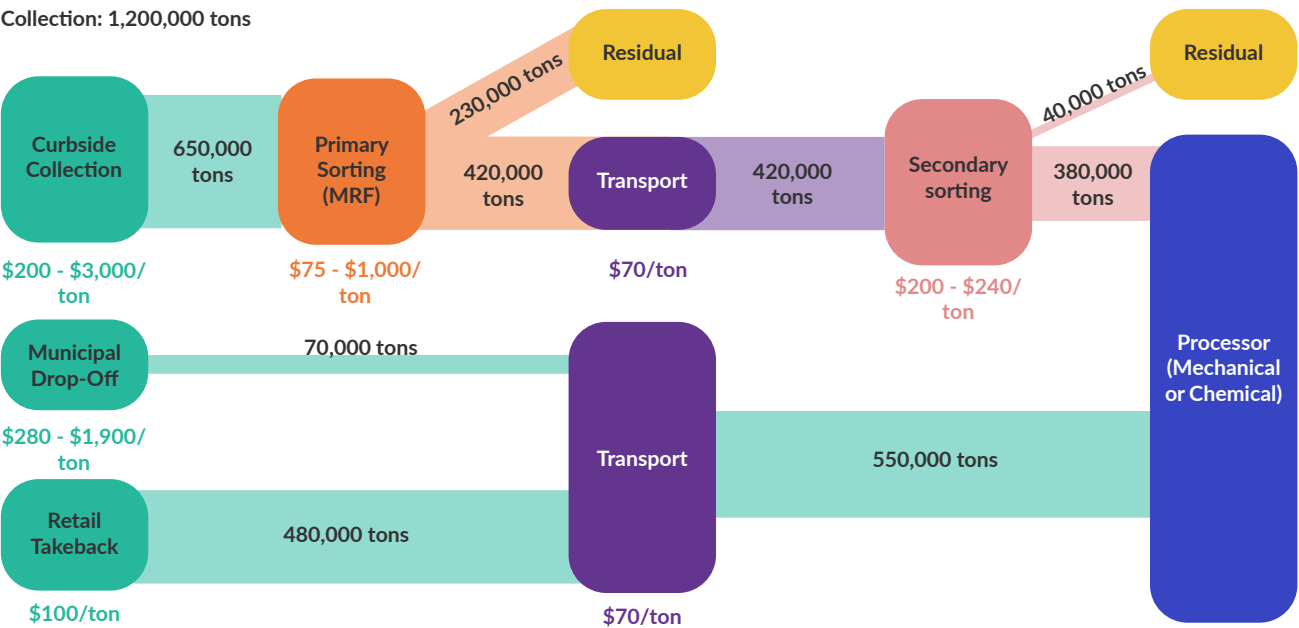 Collection: 1,200,000 tons
Residual
Residual
230,000 tons
40,000 tons
Curbside
Collection
650,000
tons
Primary
Sorting
(MRF)
420,000
tons
Transport
420,000
tons
Secondary
sorting
380,000
tons
$200 - $3,000/
ton
$75 - $1,000/
ton
$70/ton
$200 - $240/
ton
Municipal
Drop-Off
70,000 tons
Processor
(Mechanical
or Chemical)
$280 - $1,900/
ton
Transport
550,000 tons
Retail
Takeback
480,000 tons
$100/ton
$70/ton